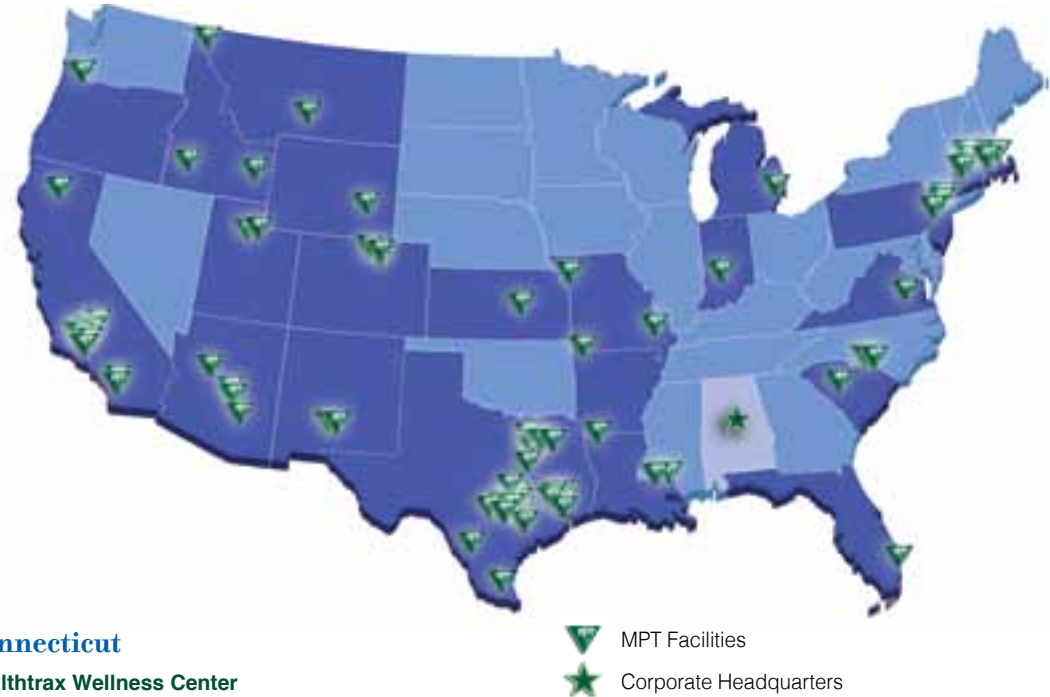 nnecticut
lthtrax Wellness Center
MPT Facilities
Corporate Headquarters